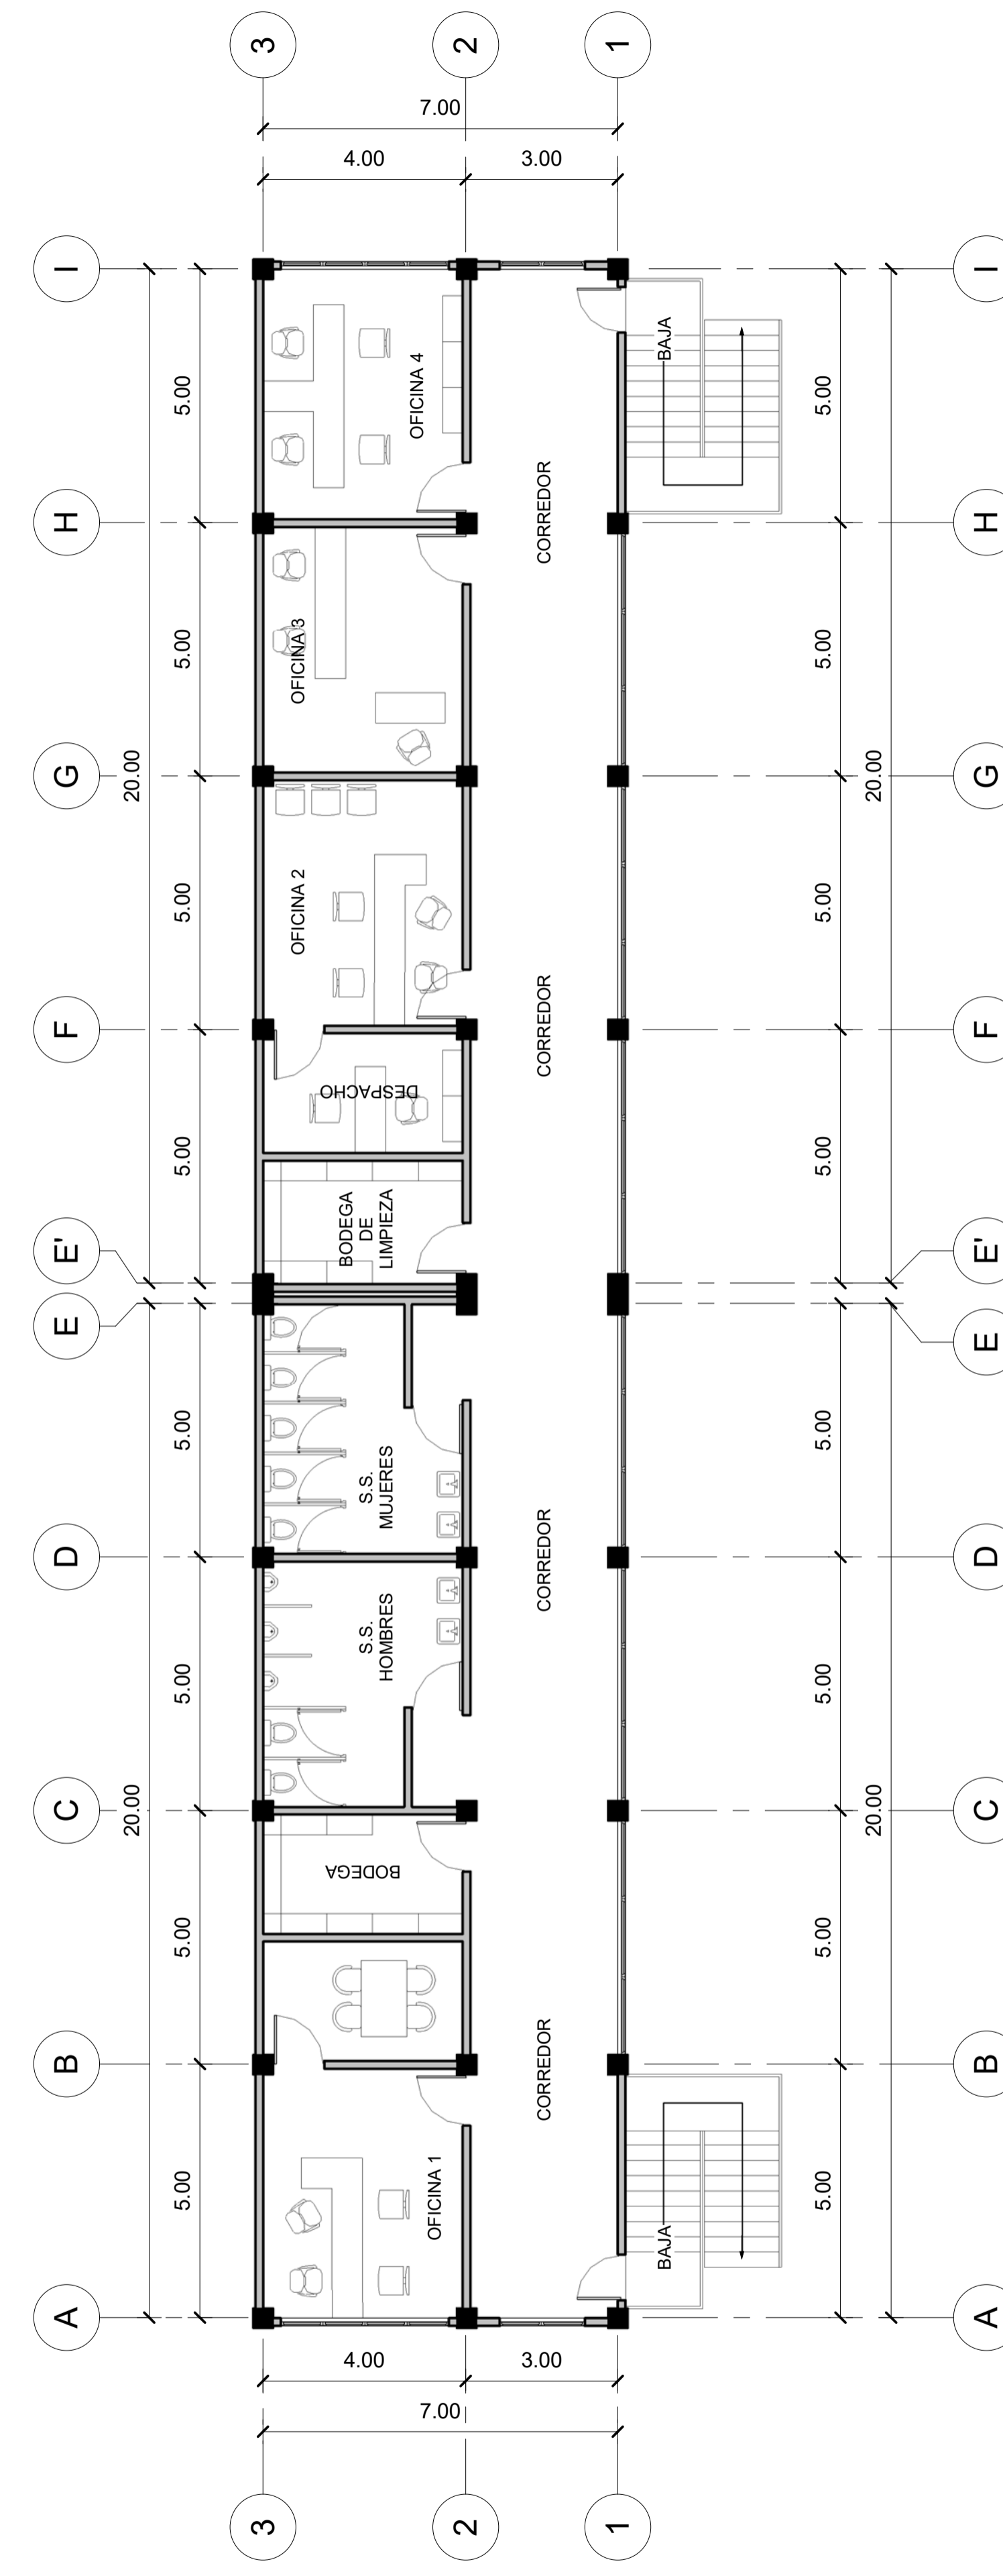 3
2
1
7.00
4.00
3.00
I
I
5.00
5.00
BAJA
OFICINA 4
H
CORREDOR
H
5.00
OFICINA 3
5.00
20.00
G
20.00
G
5.00
OFICINA 2
5.00
F
CORREDOR
F
DESPACHO
5.00
5.00
BODEGA
DE
LIMPIEZA
E'
E'
E
E
5.00
S.S.
MUJERES
5.00
D
CORREDOR
D
5.00
S.S.
HOMBRES
5.00
C
20.00
20.00
C
BODEGA
5.00
5.00
B
CORREDOR
B
5.00
OFICINA 1
5.00
BAJA
A
A
4.00
3.00
7.00
3
2
1